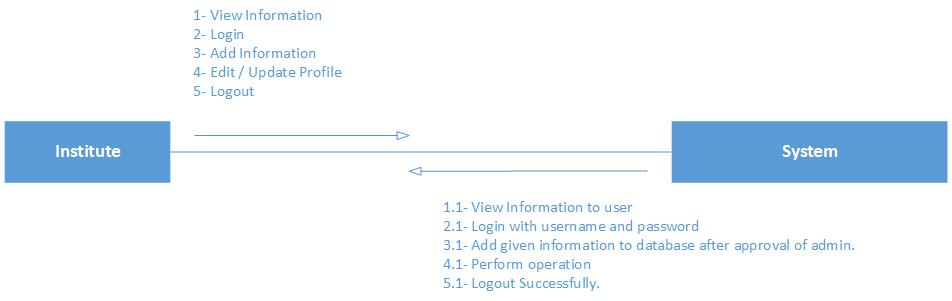 1- View Information
2- Login
3- Add Information
4- Edit / Update Profile
5- Logout
Institute
System
1.1- View Information to user
2.1- Login with username and password
3.1- Add given information to database after approval of admin.
4.1- Perform operation
5.1- Logout Successfully.